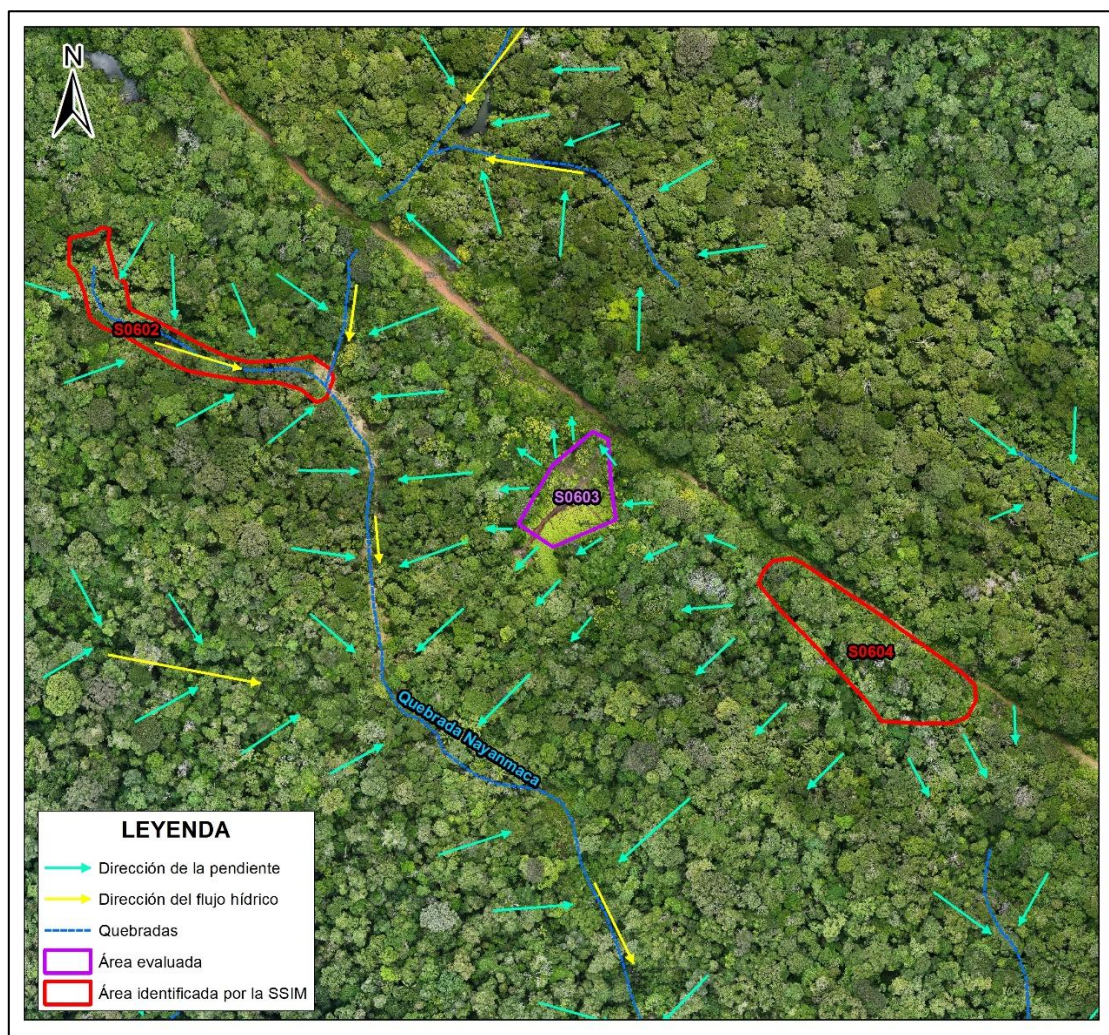 N
S0602
S0603
S0604
Quebrada Nayanmaca
LEYENDA
Dirección de la pendiente
Dirección del flujo hídrico
Quebradas
Área evaluada
Área identificada por la SSIM